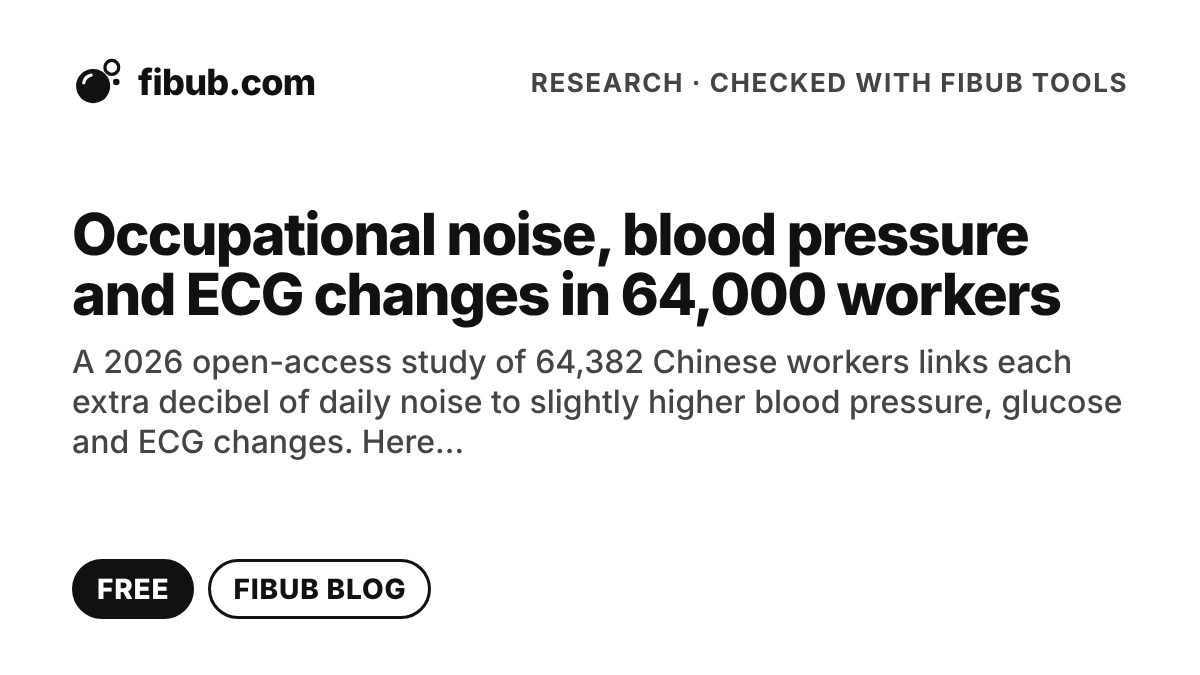 fibub.com
RESEARCH · CHECKED WITH FIBUB TOOLS
Occupational noise, blood pressure
and ECG changes in 64,000 workers
A 2026 open-access study of 64,382 Chinese workers links each
extra decibel of daily noise to slightly higher blood pressure, glucose
and ECG changes. Here…
FREE
FIBUB BLOG